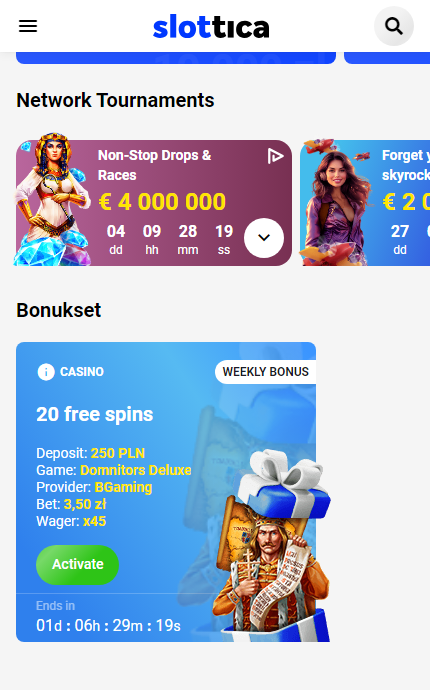 slottica
Network Tournaments
Non-Stop Drops &
Races
€ 4 000 000
04 09 28 19
dd hh mm ss
Forget y
skyrock
€ 2 0
27 0
dd
Bonukset
CASINO
WEEKLY BONUS
20 free spins
Deposit: 250 PLN
Game: Domnitors Deluxe
Provider: BGaming
Bet: 3,50 zł
Wager: x45
Activate
Ends in
01d : 06h : 29m : 19s